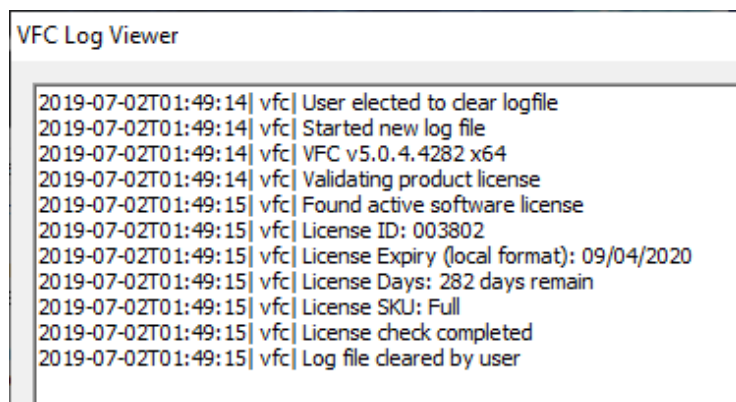 VFC Log Viewer
2019-07-02T01:49:14| vfc| User elected to clear logfile
2019-07-02T01:49:14| vfc| Started new log file
2019-07-02T01:49:14| vfc| VFC v5.0.4.4282 x64
2019-07-02T01:49:14| vfc| Validating product license
2019-07-02T01:49:15| vfc| Found active software license
2019-07-02T01:49:15| vfc| License ID: 003802
2019-07-02T01:49:15| vfc| License Expiry (local format): 09/04/2020
2019-07-02T01:49:15| vfc| License Days: 282 days remain
2019-07-02T01:49:15| vfc| License SKU: Full
2019-07-02T01:49:15| vfc| License check completed
2019-07-02T01:49:15| vfc| Log file cleared by user